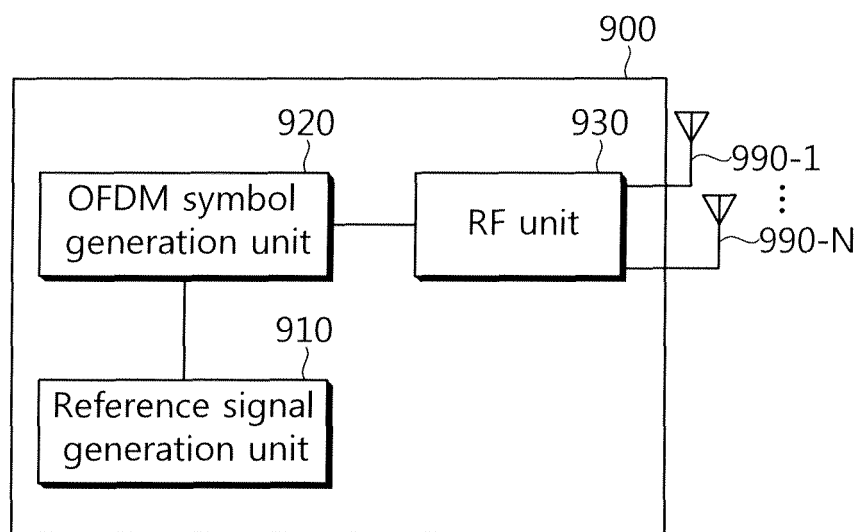 900
920
930
990-1
OFDM symbol
generation unit
RF unit
990-N
910
Reference signal
generation unit